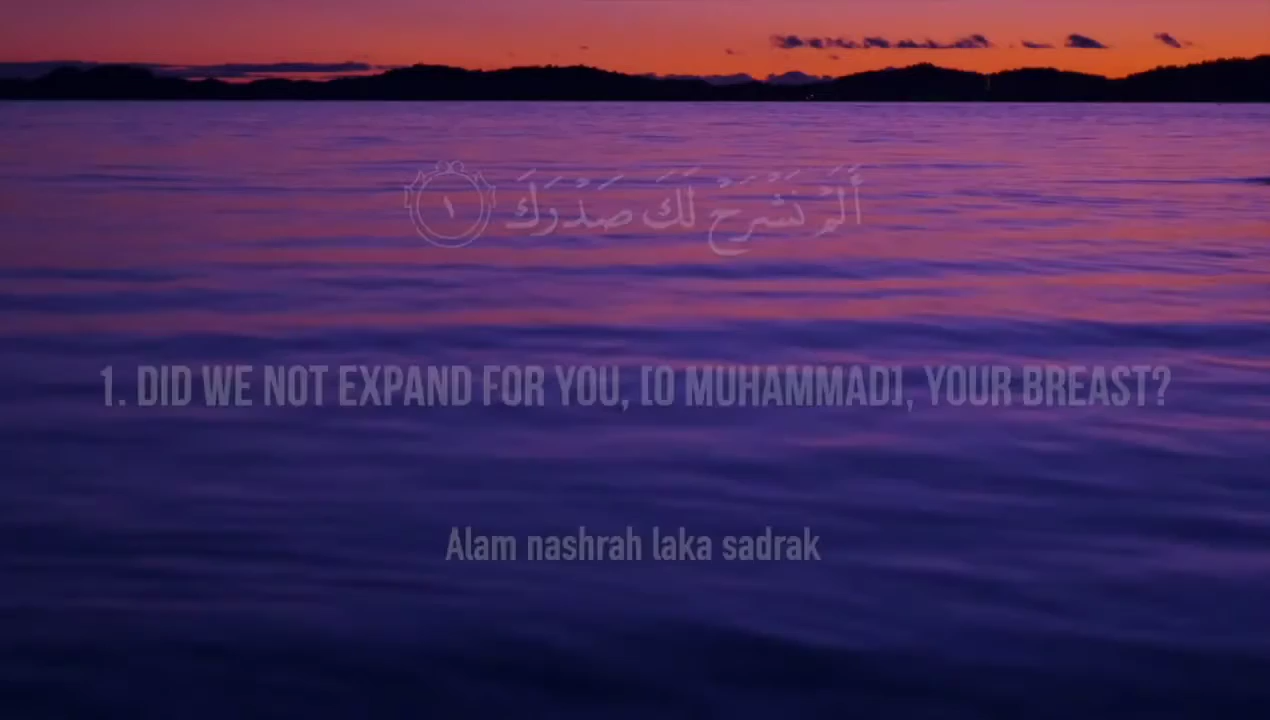 أَلَمْ نَشْرَحْ لَكَ صَدْرَكَ ١
1. DID WE NOT EXPAND FOR YOU, [O MUHAMMAD], YOUR BREAST?
Alam nashrah laka sadrak